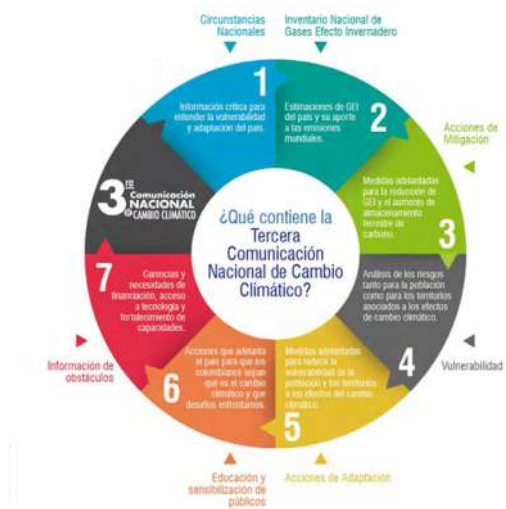 Circunstancias
Nacionales
Inventario Nacional de
Gases Efecto Invernadero
1
Información crítica para
entender la vulnerabilidad
y adaptación del país.
Estimaciones de GEI
del país y su aporte
a las emisiones
mundiales.
2
Acciones de
Mitigación
Medidas adelantadas
para la reducción de
GEI y el aumento de
almacenamiento
terrestre de
carbono.
3
3ra
Comunicación
NACIONAL
DE CAMBIO CLIMÁTICO
¿Qué contiene la
Tercera
Comunicación
Nacional de Cambio
Climático?
7
Carencias y
necesidades de
financiación, acceso
a tecnología y
fortalecimiento de
capacidades.
Análisis de los riesgos
tanto para la población
como para los territorios
asociados a los efectos
de cambio climático.
4
Información de
obstáculos
Vulnerabilidad
Acciones que adelanta
el país para que los
colombianos sepan
qué es el cambio
climático y que
desafíos enfrentamos.
6
Medidas adelantadas
para reducir la
vulnerabilidad de la
población y los territorios
a los efectos del cambio
climático.
5
Educación y
sensibilización de
públicos
Acciones de Adaptación